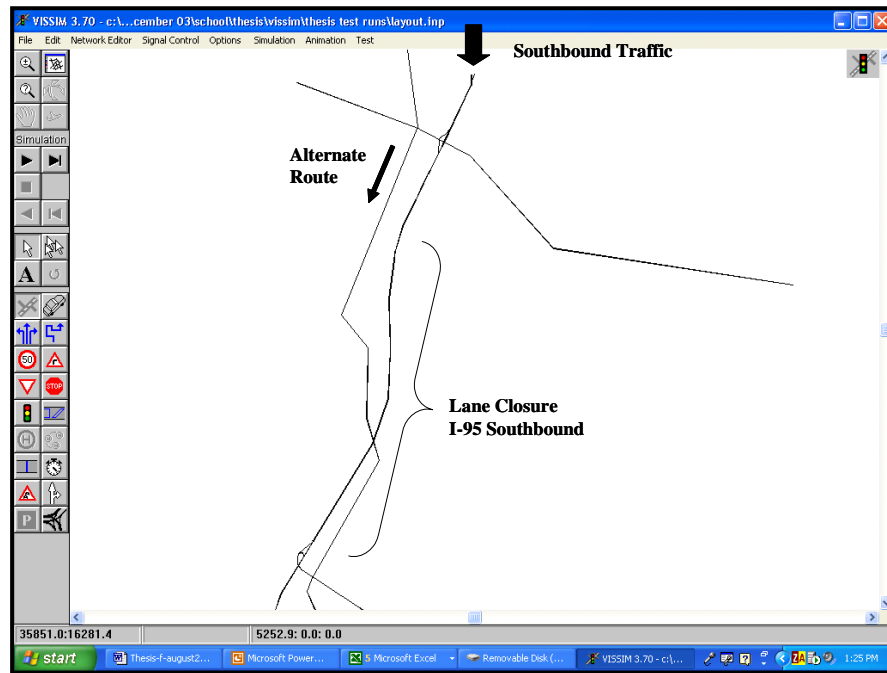 VISSIM 3.70 - c:\...cember 03\school\thesis\vissim\thesis test runs\layout.inp
File Edit Network Editor Signal Control Options Simulation Animation Test
Southbound Traffic
Simulation
Alternate
Route
A
50
STOP
H
P
Lane Closure
I-95 Southbound
35851.0:16281.4 5252.9: 0.0: 0.0
start Thesis-f-august2... Microsoft Power... 5 Microsoft Excel Removable Disk (... VISSIM 3.70 - c:\... ZA 1:25 PM